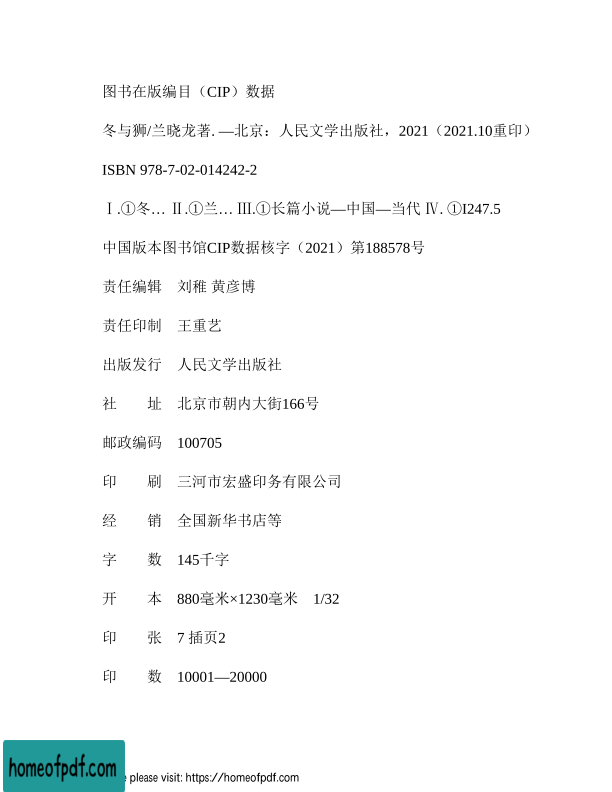 图书在版编目（CIP）数据
冬与狮/兰晓龙著. —北京：人民文学出版社，2021（2021.10重印）
ISBN 978-7-02-014242-2
Ⅰ.①冬… Ⅱ.①兰… Ⅲ.①长篇小说—中国—当代 Ⅳ. ①I247.5
中国版本图书馆CIP数据核字（2021）第188578号
责任编辑　刘稚 黄彦博
责任印制　王重艺
出版发行　人民文学出版社
社　　址　北京市朝内大街166号
邮政编码　100705
印　　刷　三河市宏盛印务有限公司
经　　销　全国新华书店等
字　　数　145千字
开　　本　880毫米×1230毫米　1/32
印　　张　7 插页2
印　　数　10001—20000
homeofpdf.com
please visit: https://homeofpdf.com